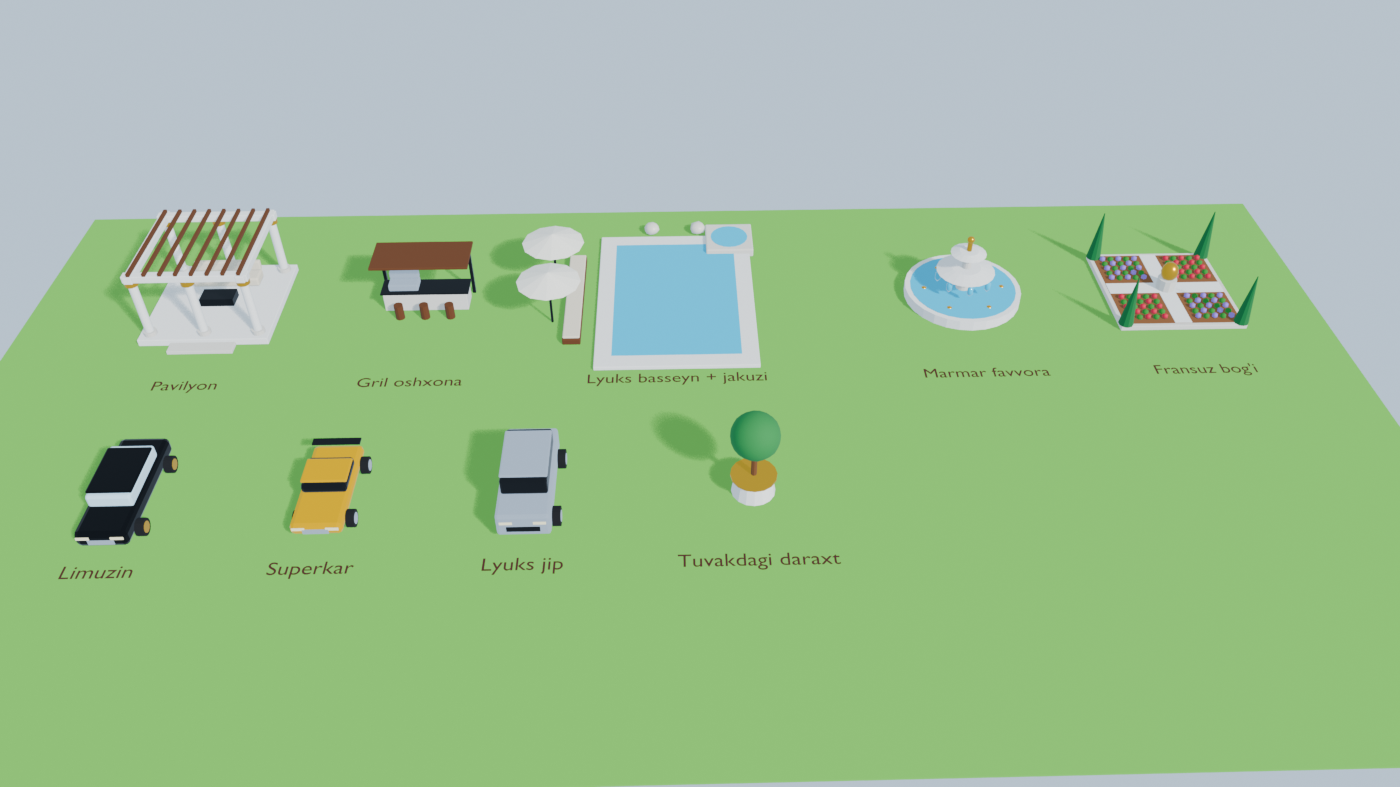 Pavilyon
Gril oshxona
Lyuks basseyn + jakuzi
Marmar favvora
Fransuz bog'i
Limuzin
Superkar
Lyuks jip
Tuvakdagi daraxt